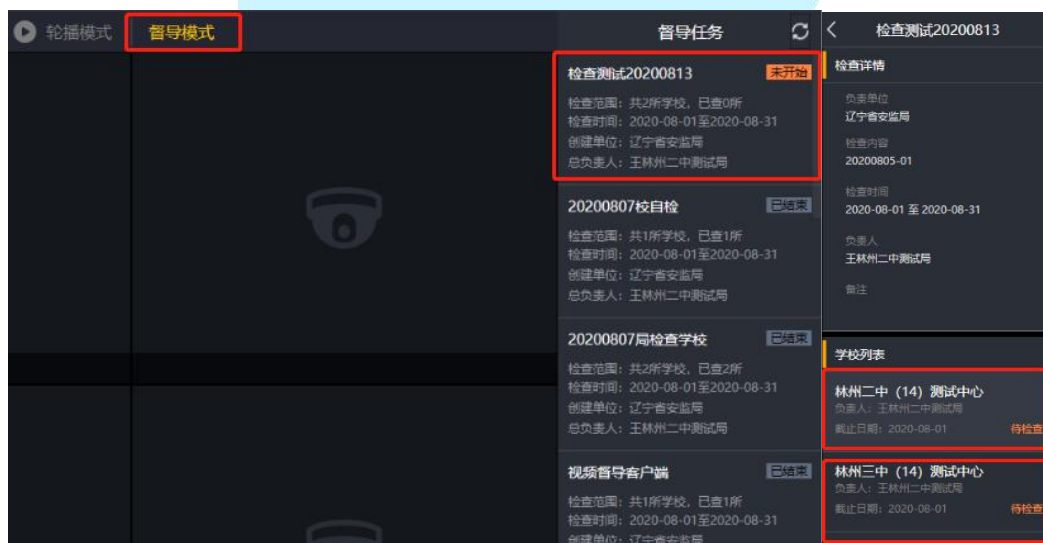 轮播模式
督导模式
督导任务
检查测试20200813
未开始
检查范围：共2所学校，已查0所
检查时间：2020-08-01至2020-08-31
创建单位：辽宁省安监局
总负责人：王林州二中测试局
20200807校自检
已结束
检查范围：共1所学校，已查1所
检查时间：2020-08-01至2020-08-31
创建单位：辽宁省安监局
总负责人：王林州二中测试局
20200807局检查学校
已结束
检查范围：共2所学校，已查2所
检查时间：2020-08-01至2020-08-31
创建单位：辽宁省安监局
总负责人：王林州二中测试局
视频督导客户端
已结束
检查范围：共1所学校，已查1所
检查时间：2020-08-01至2020-08-31
创建单位：辽宁省安监局
检查测试20200813
检查详情
负责单位
辽宁省安监局
检查内容
20200805-01
检查时间
2020-08-01 至 2020-08-31
负责人
王林州二中测试局
备注
学校列表
林州二中（14）测试中心
负责人：王林州二中测试局
截止日期：2020-08-01
待检查
林州三中（14）测试中心
负责人：王林州二中测试局
截止日期：2020-08-01
待检查